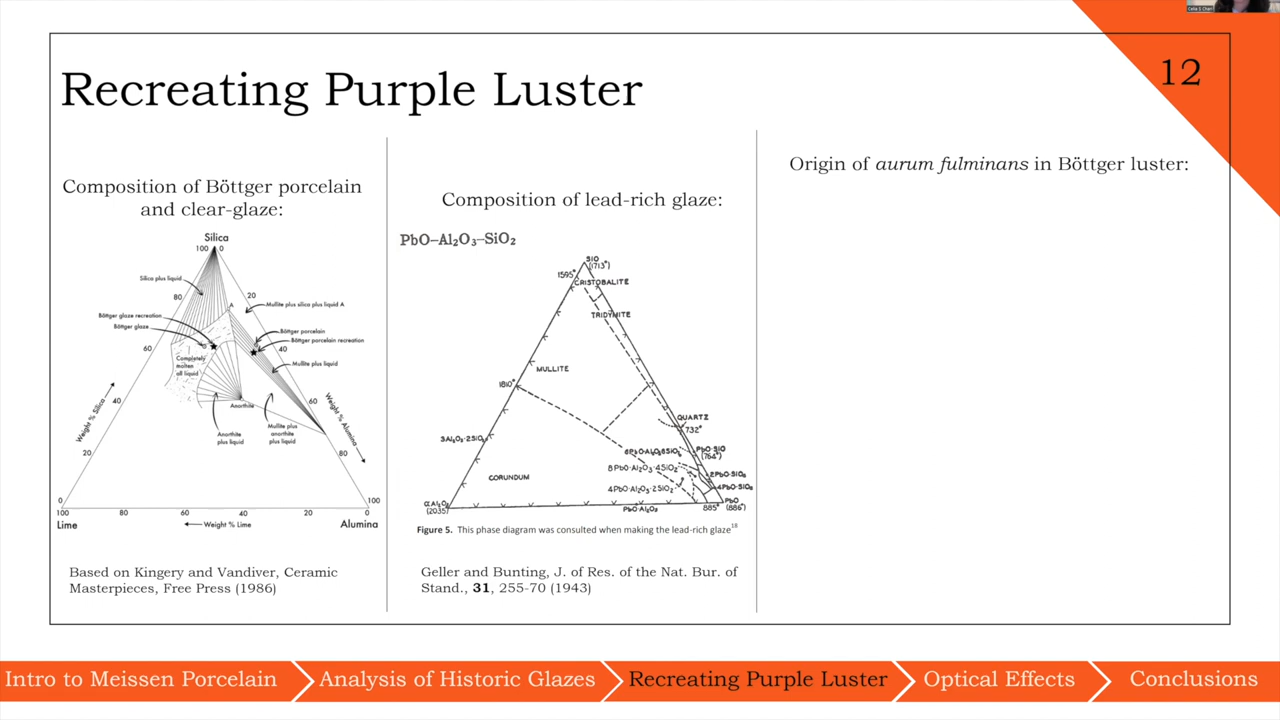 Celia S Chari
12
Recreating Purple Luster
Composition of Böttger porcelain
and clear-glaze:
Silica
100
0
Silica plus liquid
80
20
A
Mullite plus silica plus liquid A
Böttger glaze recreation
Böttger glaze
Böttger porcelain
Böttger porcelain recreation
60
40
Completely
molten
all liquid
Mullite plus liquid
Weight % Silica
40
Anorthite
60
Weight % Alumina
Anorthite
plus liquid
Mullite plus
anorthite
plus liquid
20
80
0
100
100
80
60
40
20
0
Lime
Weight % Lime
Alumina
Based on Kingery and Vandiver, Ceramic
Masterpieces, Free Press (1986)
Composition of lead-rich glaze:
PbO–Al2O3–SiO2
(1713°)
1595°
CRISTOBALITE
TRIDYMITE
MULLITE
1810°
QUARTZ
732°
3Al2O3·2SiO2
6PbO·Al2O3·6SiO2
PbO·SiO
(764°)
8PbO·Al2O3·4SiO2
2PbO·SiO2
4PbO·Al2O3·2SiO2
4PbO·SiO2
CORUNDUM
α Al2O3
(2035)
PbO·Al2O3
885°
PbO
(886°)
Figure 5. This phase diagram was consulted when making the lead-rich glaze18
Geller and Bunting, J. of Res. of the Nat. Bur. of
Stand., 31, 255-70 (1943)
Origin of aurum fulminans in Böttger luster:
Intro to Meissen Porcelain
Analysis of Historic Glazes
Recreating Purple Luster
Optical Effects
Conclusions